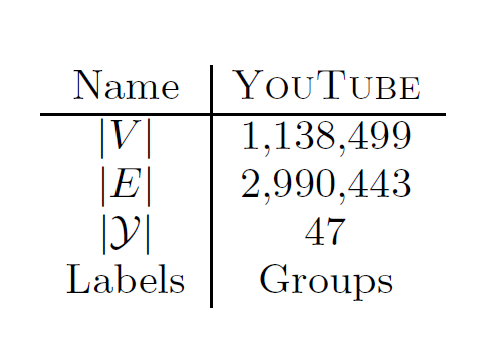 Name YouTube
|V| 1,138,499
|E| 2,990,443
|𝒴| 47
Labels Groups